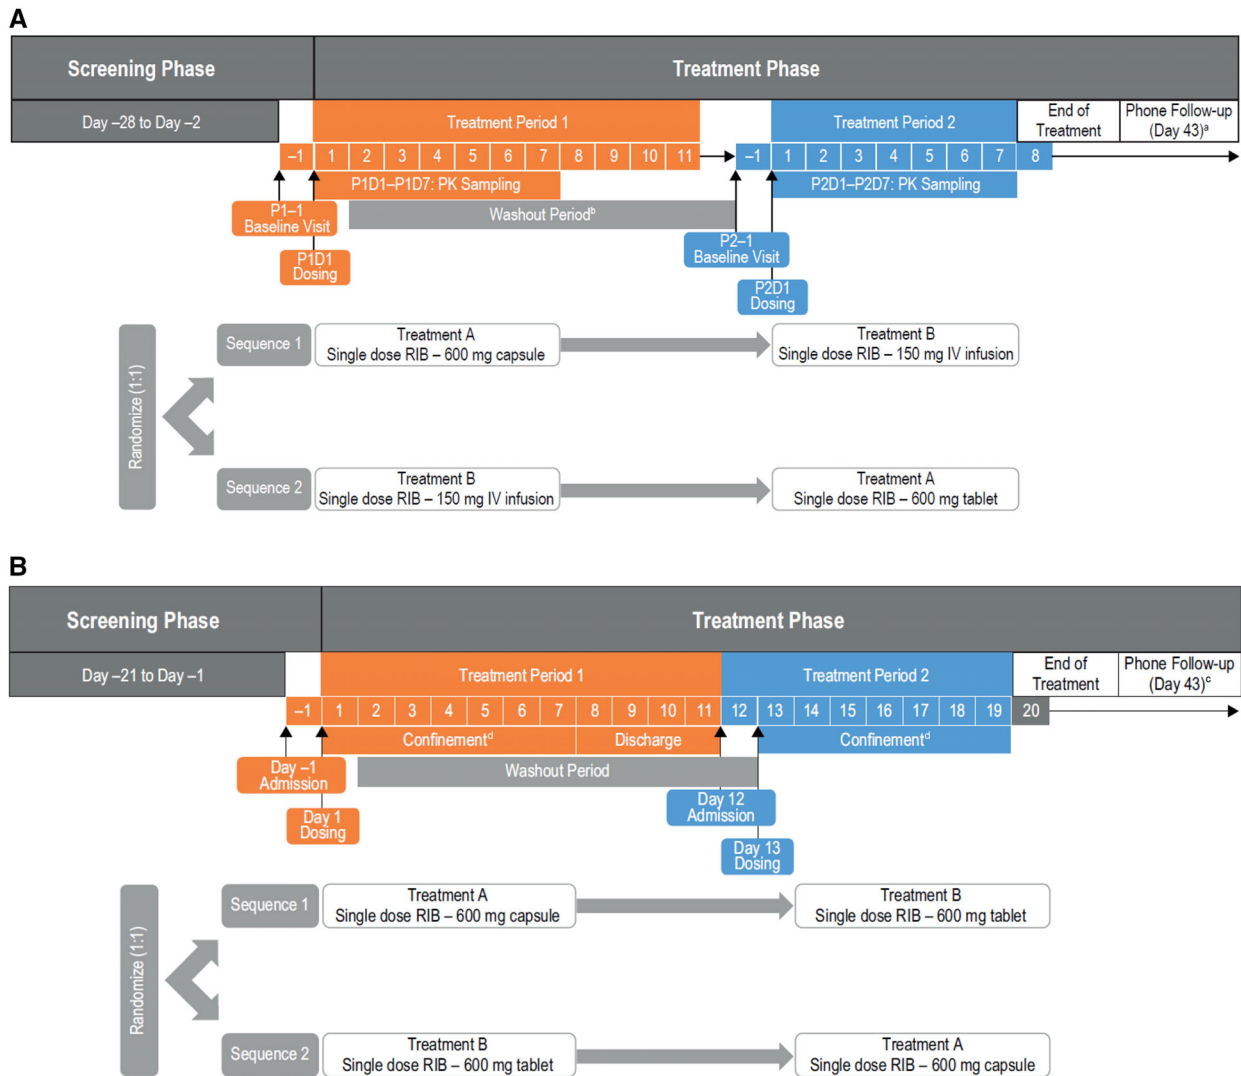 A
Screening Phase
Treatment Phase
Day –28 to Day –2
Treatment Period 1
Treatment Period 2
End of
Treatment
Phone Follow-up
(Day 43)a
–1 1 2 3 4 5 6 7 8 9 10 11 –1 1 2 3 4 5 6 7 8
P1D1–P1D7: PK Sampling
P2D1–P2D7: PK Sampling
Washout Periodb
P1–1
Baseline Visit
P1D1
Dosing
P2–1
Baseline Visit
P2D1
Dosing
Randomize (1:1)
Sequence 1
Treatment A
Single dose RIB – 600 mg capsule
Treatment B
Single dose RIB – 150 mg IV infusion
Sequence 2
Treatment B
Single dose RIB – 150 mg IV infusion
Treatment A
Single dose RIB – 600 mg tablet
B
Screening Phase
Treatment Phase
Day –21 to Day –1
Treatment Period 1
Treatment Period 2
End of
Treatment
Phone Follow-up
(Day 43)c
–1 1 2 3 4 5 6 7 8 9 10 11 12 13 14 15 16 17 18 19 20
Confinementd
Discharge
Confinementd
Washout Period
Day –1
Admission
Day 1
Dosing
Day 12
Admission
Day 13
Dosing
Randomize (1:1)
Sequence 1
Treatment A
Single dose RIB – 600 mg capsule
Treatment B
Single dose RIB – 600 mg tablet
Sequence 2
Treatment B
Single dose RIB – 600 mg tablet
Treatment A
Single dose RIB – 600 mg capsule